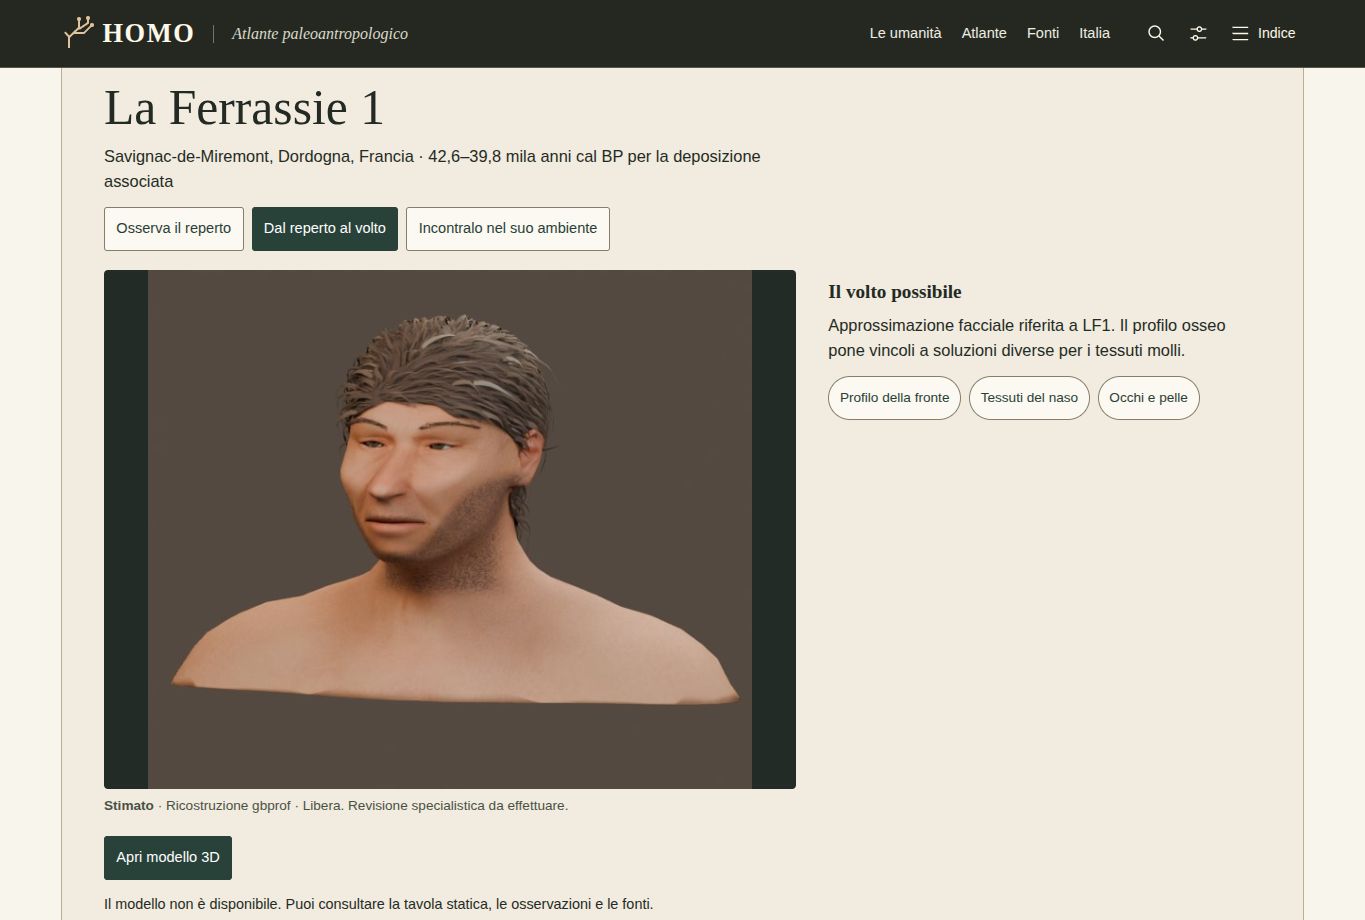 HOMO
Atlante paleoantropologico
Le umanità
Atlante
Fonti
Italia
Indice
La Ferrassie 1
Savignac-de-Miremont, Dordogna, Francia · 42,6–39,8 mila anni cal BP per la deposizione
associata
Osserva il reperto
Dal reperto al volto
Incontralo nel suo ambiente
Il volto possibile
Approssimazione facciale riferita a LF1. Il profilo osseo
pone vincoli a soluzioni diverse per i tessuti molli.
Profilo della fronte
Tessuti del naso
Occhi e pelle
Stimato · Ricostruzione gbprof · Libera. Revisione specialistica da effettuare.
Apri modello 3D
Il modello non è disponibile. Puoi consultare la tavola statica, le osservazioni e le fonti.